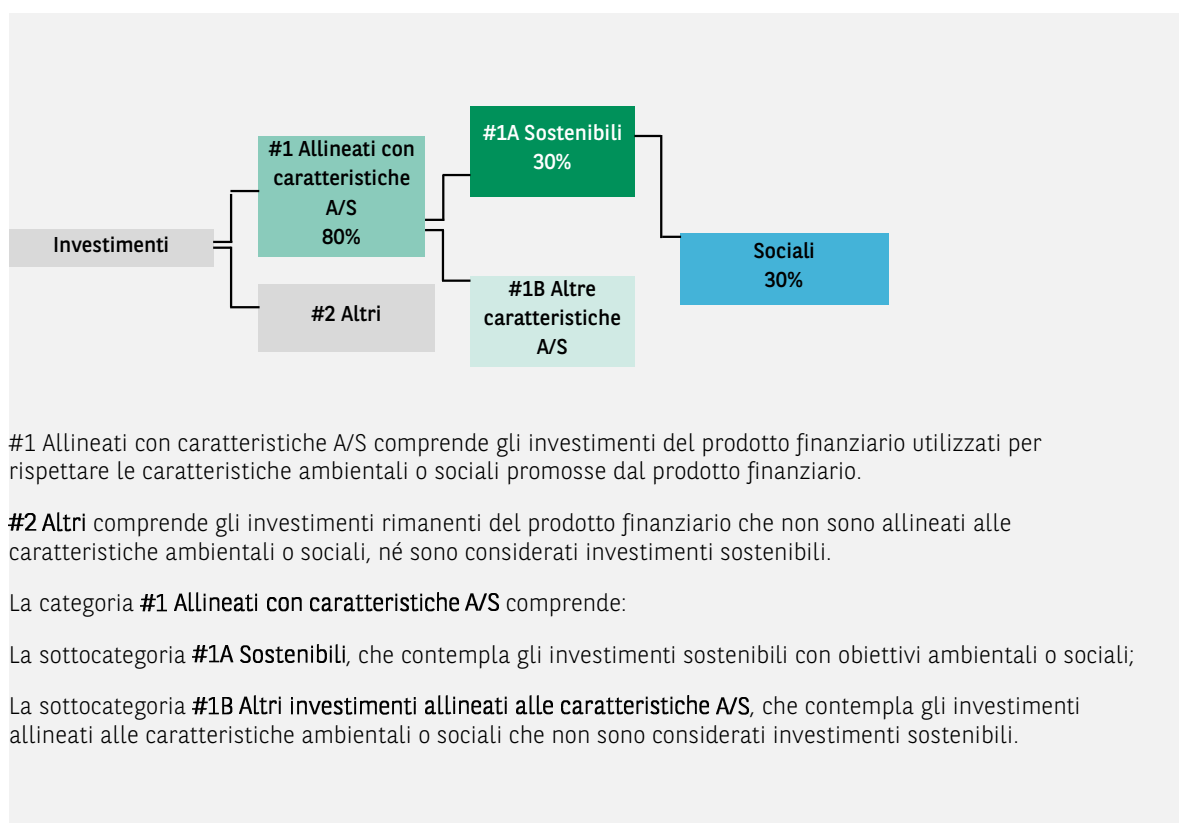 #1A Sostenibili
30%
#1 Allineati con
caratteristiche
A/S
80%
Investimenti
Sociali
30%
#2 Altri
#1B Altre
caratteristiche
A/S
#1 Allineati con caratteristiche A/S comprende gli investimenti del prodotto finanziario utilizzati per
rispettare le caratteristiche ambientali o sociali promosse dal prodotto finanziario.
#2 Altri comprende gli investimenti rimanenti del prodotto finanziario che non sono allineati alle
caratteristiche ambientali o sociali, né sono considerati investimenti sostenibili.
La categoria #1 Allineati con caratteristiche A/S comprende:
La sottocategoria #1A Sostenibili, che contempla gli investimenti sostenibili con obiettivi ambientali o sociali;
La sottocategoria #1B Altri investimenti allineati alle caratteristiche A/S, che contempla gli investimenti
allineati alle caratteristiche ambientali o sociali che non sono considerati investimenti sostenibili.